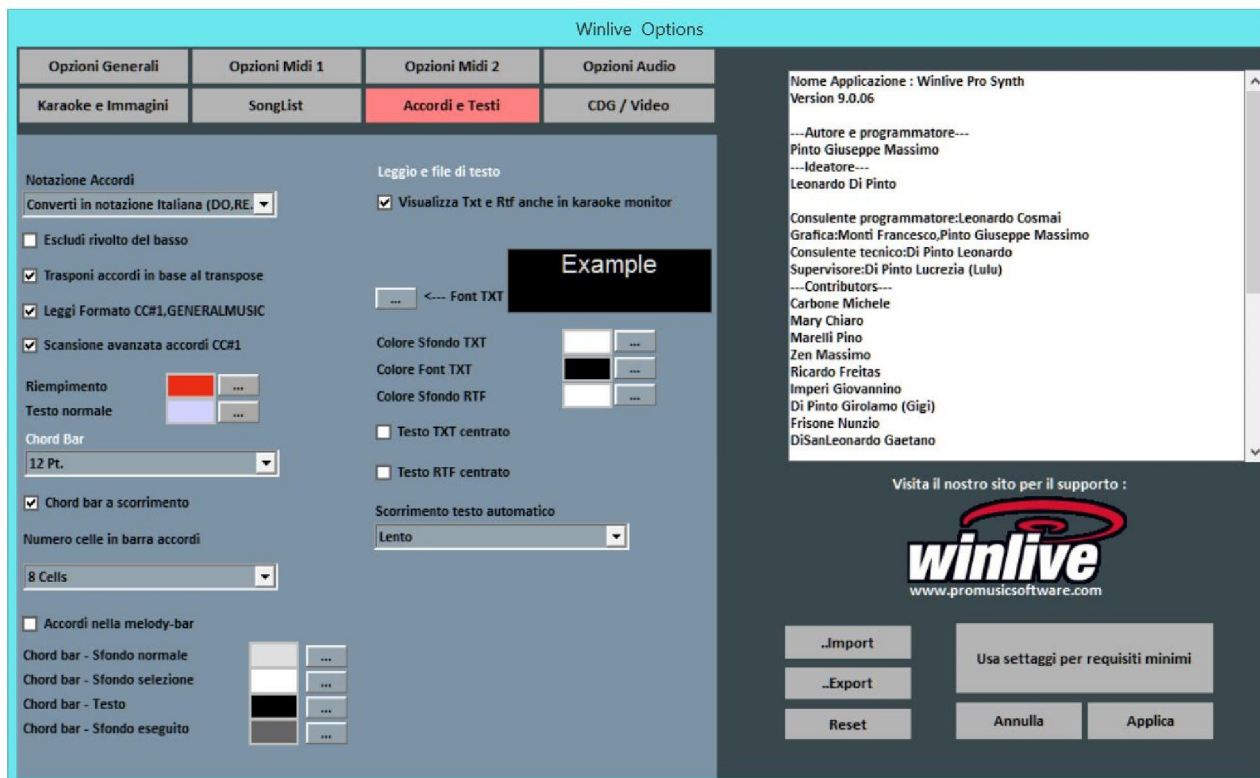 Winlive Options
Opzioni Generali
Opzioni Midi 1
Opzioni Midi 2
Opzioni Audio
Karaoke e Immagini
SongList
Accordi e Testi
CDG / Video
Notazione Accordi
Converti in notazione Italiana (DO,RE.
Escludi rivolto del basso
Trasponi accordi in base al transpose
Leggi Formato CC#1,GENERALMUSIC
Scansione avanzata accordi CC#1
Riempimento
...
Testo normale
...
Chord Bar
12 Pt.
Chord bar a scorrimento
Numero celle in barra accordi
8 Cells
Accordi nella melody-bar
Chord bar - Sfondo normale
...
Chord bar - Sfondo selezione
...
Chord bar - Testo
...
Chord bar - Sfondo eseguito
...
Leggio e file di testo
Visualizza Txt e Rtf anche in karaoke monitor
Example
... <--- Font TXT
Colore Sfondo TXT
...
Colore Font TXT
...
Colore Sfondo RTF
...
Testo TXT centrato
Testo RTF centrato
Scorrimento testo automatico
Lento
Nome Applicazione : Winlive Pro Synth
Version 9.0.06
---Autore e programmatore---
Pinto Giuseppe Massimo
---Ideatore---
Leonardo Di Pinto
Consulente programmatore:Leonardo Cosmai
Grafica:Monti Francesco,Pinto Giuseppe Massimo
Consulente tecnico:Di Pinto Leonardo
Supervisore:Di Pinto Lucrezia (Lulu)
---Contributors---
Carbone Michele
Mary Chiaro
Marelli Pino
Zen Massimo
Ricardo Freitas
Imperi Giovannino
Di Pinto Girolamo (Gigi)
Frisone Nunzio
DiSanLeonardo Gaetano
Visita il nostro sito per il supporto :
winlive
www.promusicsoftware.com
..Import
..Export
Reset
Usa settaggi per requisiti minimi
Annulla
Applica